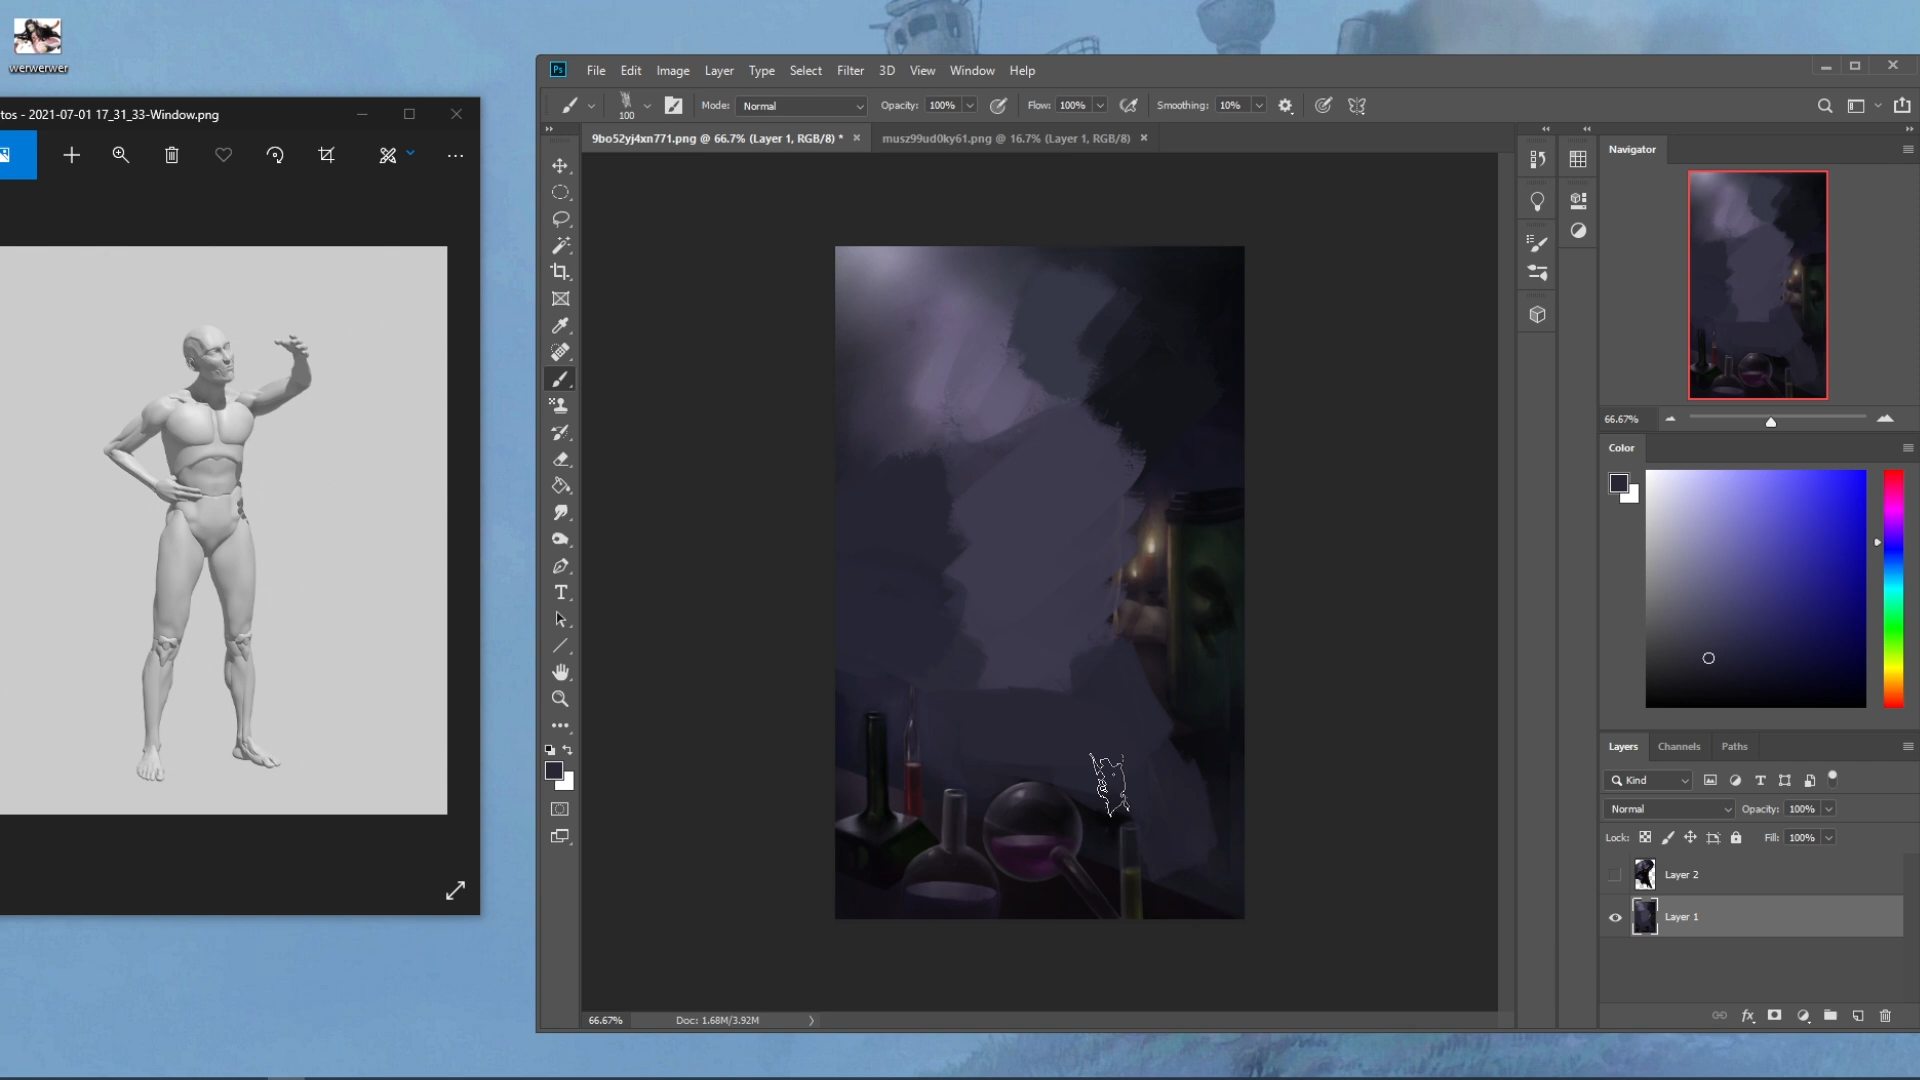 werwerwer
tos - 2021-07-01 17_31_33-Window.png
Ps File Edit Image Layer Type Select Filter 3D View Window Help
100 Mode: Normal Opacity: 100% Flow: 100% Smoothing: 10%
9bo52yj4xn771.png @ 66.7% (Layer 1, RGB/8) * musz99ud0ky61.png @ 16.7% (Layer 1, RGB/8)
Navigator
66.67%
Color
Layers Channels Paths
Kind
Normal Opacity: 100%
Lock: Fill: 100%
Layer 2
Layer 1
fx
66.67% Doc: 1.68M/3.92M